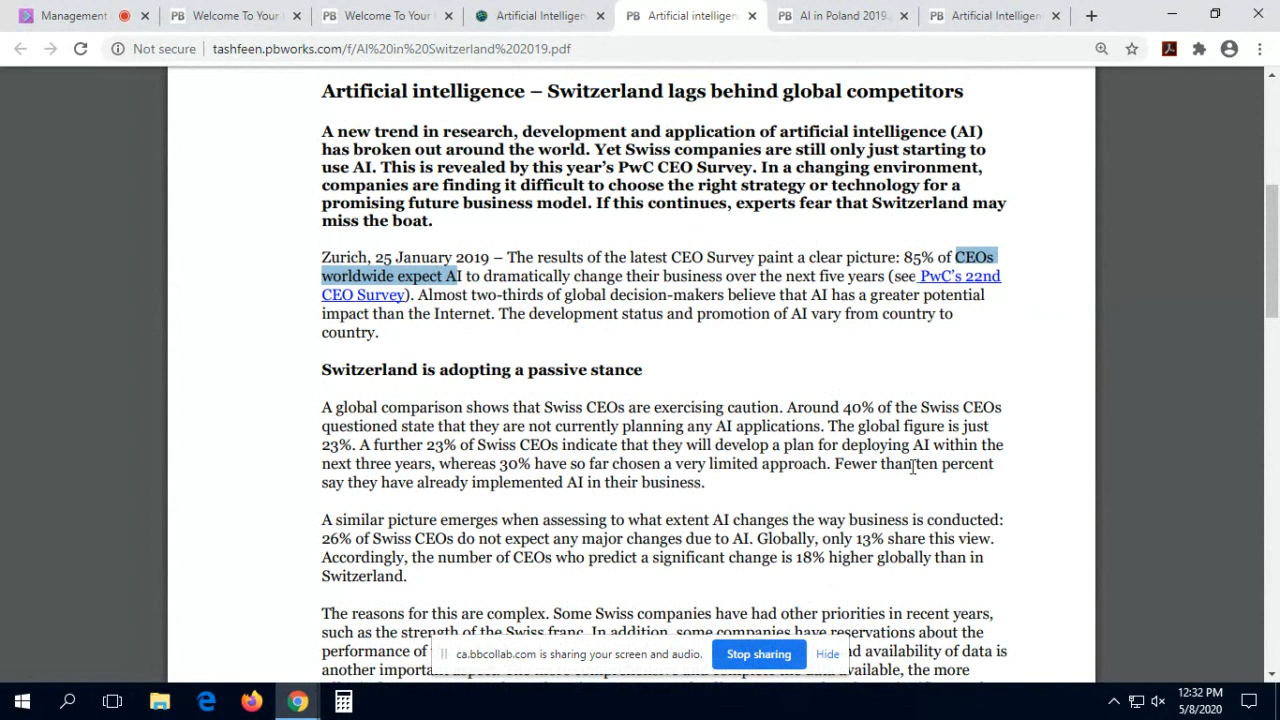 Management
Welcome To Your
Welcome To Your
Artificial Intelligen
Artificial intelligen
AI in Poland 2019
Artificial Intelligen
Not secure | tashfeen.pbworks.com/f/AI%20in%20Switzerland%202019.pdf
Artificial intelligence – Switzerland lags behind global competitors
A new trend in research, development and application of artificial intelligence (AI)
has broken out around the world. Yet Swiss companies are still only just starting to
use AI. This is revealed by this year's PwC CEO Survey. In a changing environment,
companies are finding it difficult to choose the right strategy or technology for a
promising future business model. If this continues, experts fear that Switzerland may
miss the boat.
Zurich, 25 January 2019 – The results of the latest CEO Survey paint a clear picture: 85% of CEOs
worldwide expect AI to dramatically change their business over the next five years (see PwC's 22nd
CEO Survey). Almost two-thirds of global decision-makers believe that AI has a greater potential
impact than the Internet. The development status and promotion of AI vary from country to
country.
Switzerland is adopting a passive stance
A global comparison shows that Swiss CEOs are exercising caution. Around 40% of the Swiss CEOs
questioned state that they are not currently planning any AI applications. The global figure is just
23%. A further 23% of Swiss CEOs indicate that they will develop a plan for deploying AI within the
next three years, whereas 30% have so far chosen a very limited approach. Fewer than ten percent
say they have already implemented AI in their business.
A similar picture emerges when assessing to what extent AI changes the way business is conducted:
26% of Swiss CEOs do not expect any major changes due to AI. Globally, only 13% share this view.
Accordingly, the number of CEOs who predict a significant change is 18% higher globally than in
Switzerland.
The reasons for this are complex. Some Swiss companies have had other priorities in recent years,
such as the strength of the Swiss franc. In addition, some companies have reservations about the
performance of d availability of data is
another important aspect. The more comprehensive and complete the data available, the more
ca.bbcollab.com is sharing your screen and audio. Stop sharing Hide
12:32 PM
5/8/2020